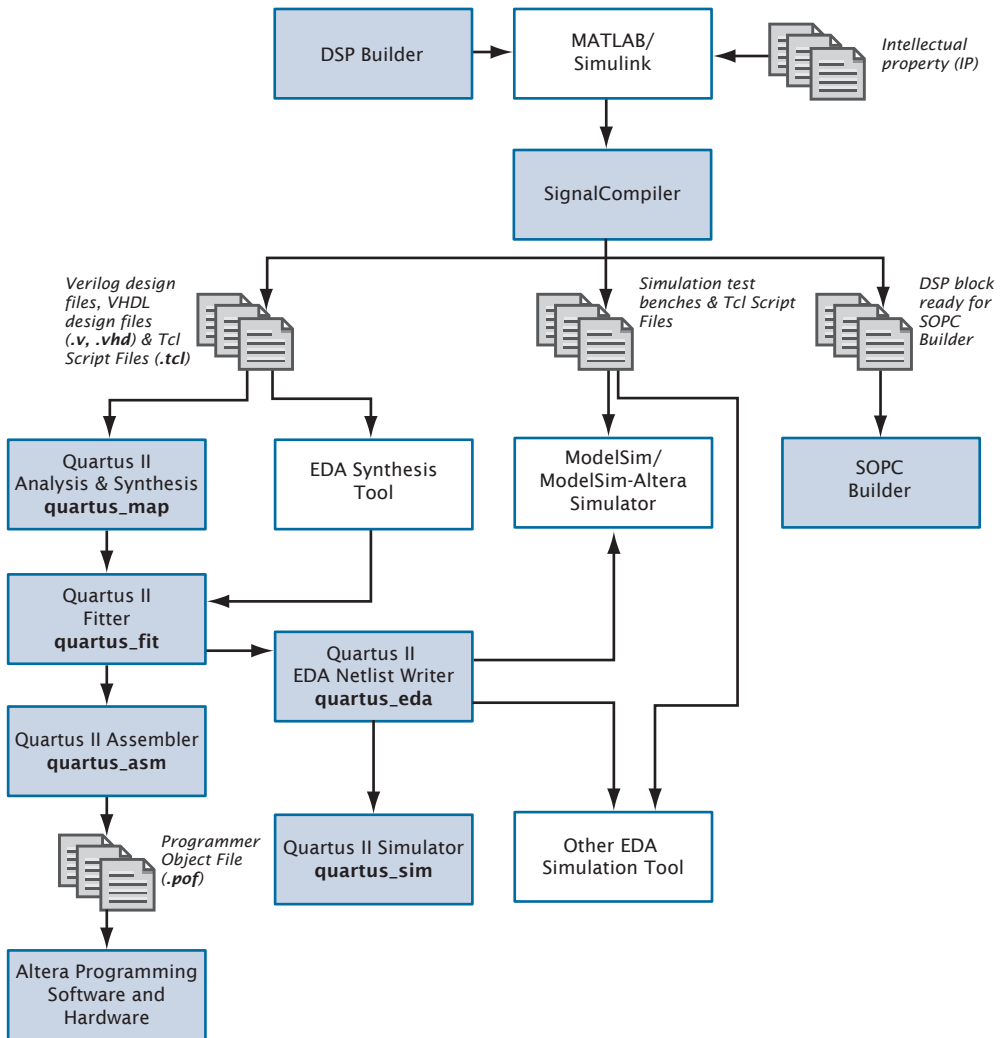 DSP Builder
MATLAB/
Simulink
Intellectual
property (IP)
SignalCompiler
Verilog design
files, VHDL
design files
(.v, .vhd) & Tcl
Script Files (.tcl)
Simulation test
benches & Tcl Script
Files
DSP block
ready for
SOPC
Builder
Quartus II
Analysis & Synthesis
quartus_map
EDA Synthesis
Tool
ModelSim/
ModelSim-Altera
Simulator
SOPC
Builder
Quartus II
Fitter
quartus_fit
Quartus II
EDA Netlist Writer
quartus_eda
Quartus II Assembler
quartus_asm
Programmer
Object File
(.pof)
Quartus II Simulator
quartus_sim
Other EDA
Simulation Tool
Altera Programming
Software and
Hardware